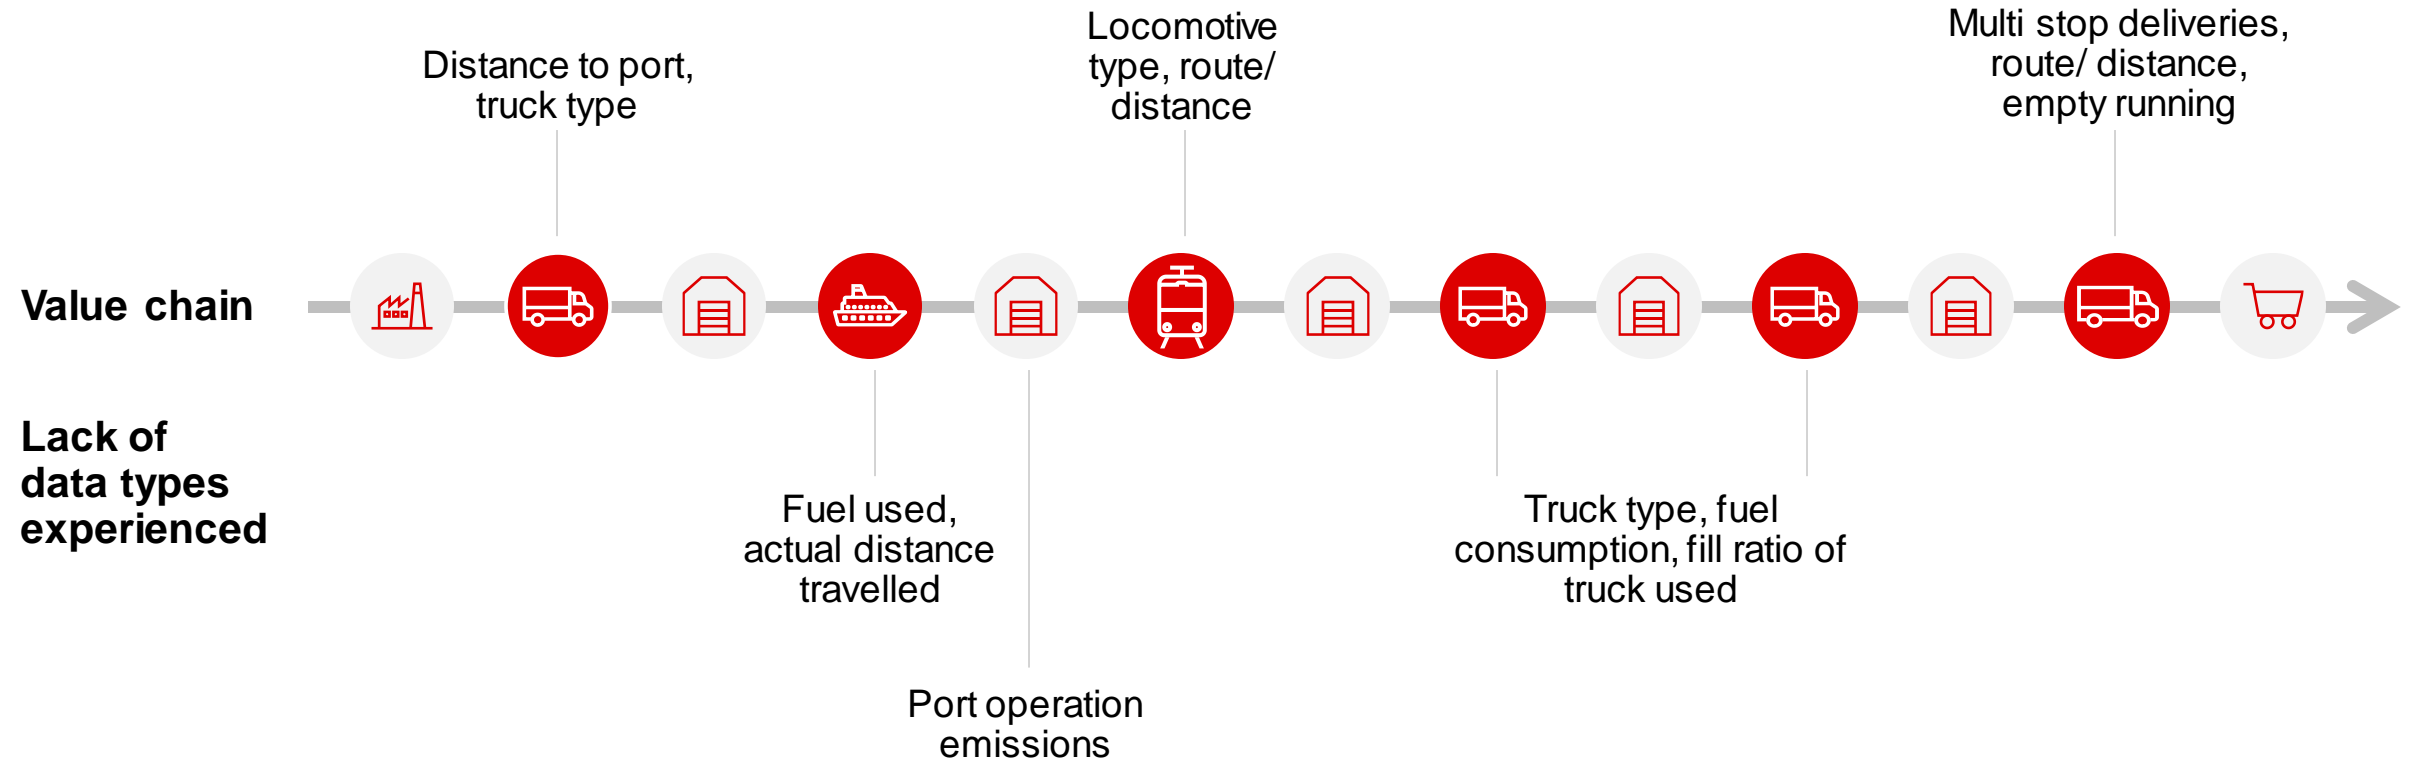 Distance to port,
truck type
Locomotive
type, route/
distance
Multi stop deliveries,
route/ distance,
empty running
Value chain
Lack of
data types
experienced
Fuel used,
actual distance
travelled
Truck type, fuel
consumption, fill ratio of
truck used
Port operation
emissions